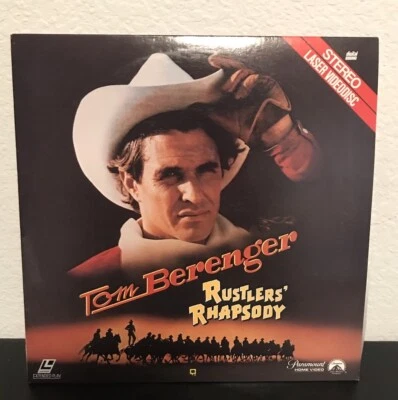 STEREO
LASER VIDEODISC
Tom Berenger
RUSTLERS'
RHAPSODY
Paramount
HOME VIDEO